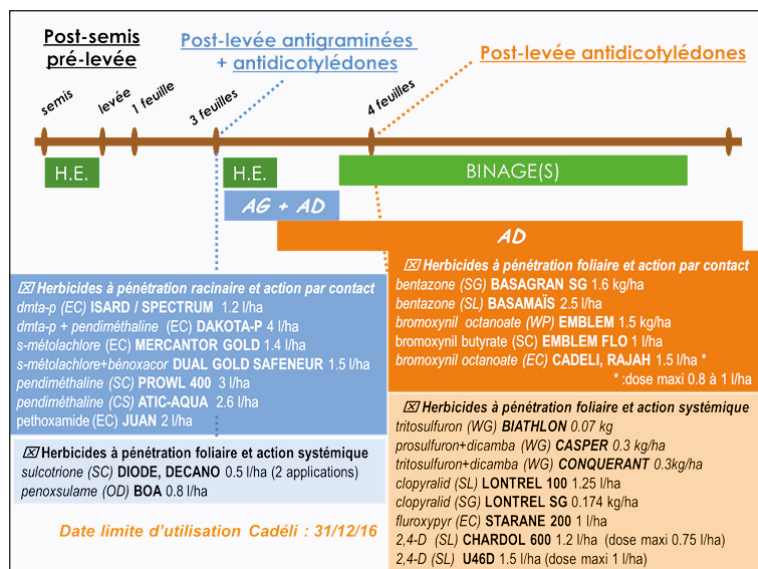 Post-semis
pré-levée
Post-levée antigraminées
+ antidicotylédones
Post-levée antidicotylédones
semis
levée
1 feuille
3 feuilles
4 feuilles
H.E.
H.E.
BINAGE(S)
AG + AD
AD
☒ Herbicides à pénétration racinaire et action par contact
dmta-p (EC) ISARD / SPECTRUM 1.2 l/ha
dmta-p + pendiméthaline (EC) DAKOTA-P 4 l/ha
s-métolachlore (EC) MERCANTOR GOLD 1.4 l/ha
s-métolachlore+bénoxacor DUAL GOLD SAFENEUR 1.5 l/ha
pendiméthaline (SC) PROWL 400 3 l/ha
pendiméthaline (CS) ATIC-AQUA 2.6 l/ha
pethoxamide (EC) JUAN 2 l/ha
☒ Herbicides à pénétration foliaire et action systémique
sulcotrione (SC) DIODE, DECANO 0.5 l/ha (2 applications)
penoxsulame (OD) BOA 0.8 l/ha
Date limite d'utilisation Cadéli : 31/12/16
☒ Herbicides à pénétration foliaire et action par contact
bentazone (SG) BASAGRAN SG 1.6 kg/ha
bentazone (SL) BASAMAÏS 2.5 l/ha
bromoxynil octanoate (WP) EMBLEM 1.5 kg/ha
bromoxynil butyrate (SC) EMBLEM FLO 1 l/ha
bromoxynil octanoate (EC) CADELI, RAJAH 1.5 l/ha *
* :dose maxi 0.8 à 1 l/ha
☒ Herbicides à pénétration foliaire et action systémique
tritosulfuron (WG) BIATHLON 0.07 kg
prosulfuron+dicamba (WG) CASPER 0.3 kg/ha
tritosulfuron+dicamba (WG) CONQUERANT 0.3kg/ha
clopyralid (SL) LONTREL 100 1.25 l/ha
clopyralid (SG) LONTREL SG 0.174 kg/ha
fluroxypyr (EC) STARANE 200 1 l/ha
2,4-D (SL) CHARDOL 600 1.2 l/ha (dose maxi 0.75 l/ha)
2,4-D (SL) U46D 1.5 l/ha (dose maxi 1 l/ha)